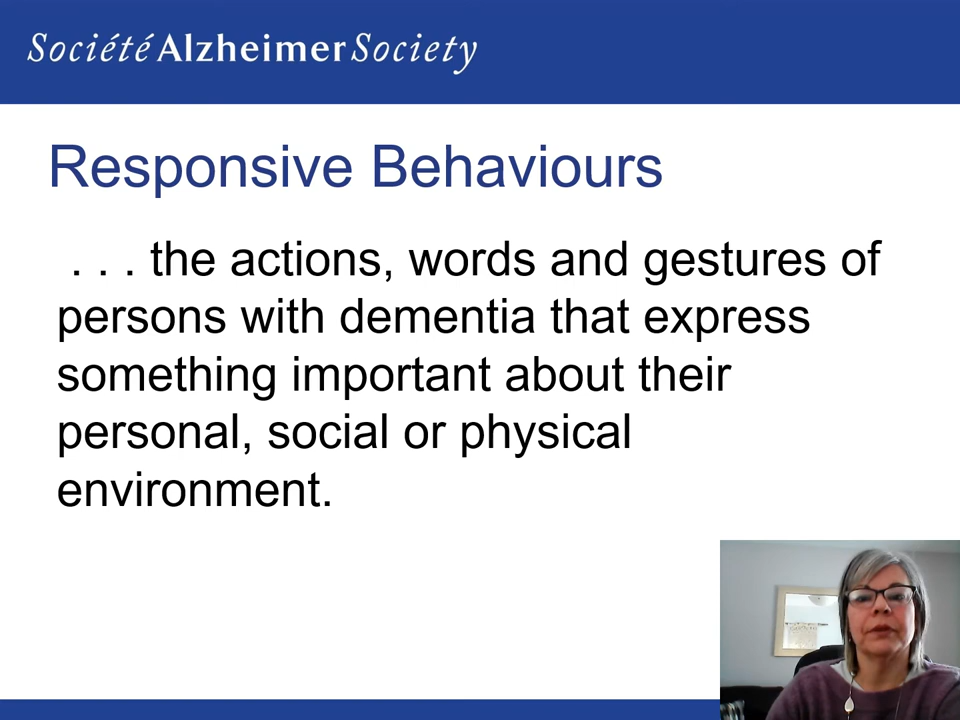 Société Alzheimer Society
Responsive Behaviours
. . . the actions, words and gestures of
persons with dementia that express
something important about their
personal, social or physical
environment.